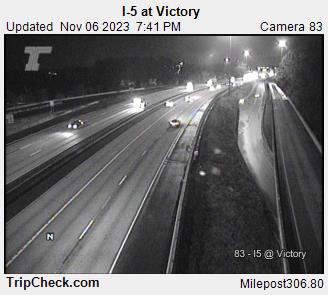 I-5 at Victory
Updated Nov 06 2023 7:41 PM Camera 83
T
N
83 - I5 @ Victory
TripCheck.com Milepost306.80